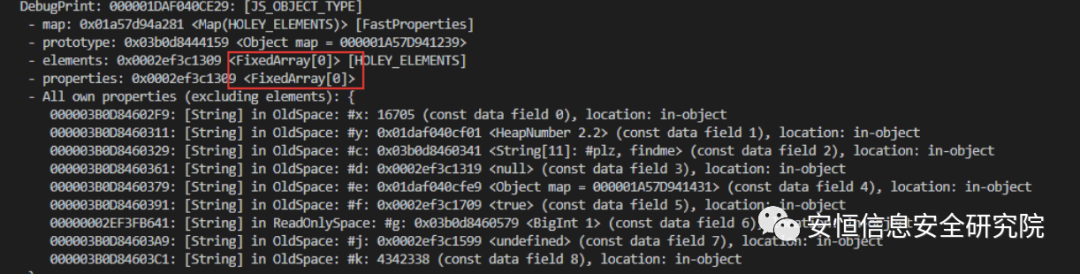 DebugPrint: 000001DAF040CE29: [JS_OBJECT_TYPE]
- map: 0x01a57d94a281 <Map(HOLEY_ELEMENTS)> [FastProperties]
- prototype: 0x03b0d8444159 <Object map = 000001A57D941239>
- elements: 0x0002ef3c1309 <FixedArray[0]> [HOLEY_ELEMENTS]
- properties: 0x0002ef3c1309 <FixedArray[0]>
- All own properties (excluding elements): {
000003B0D84602F9: [String] in OldSpace: #x: 16705 (const data field 0), location: in-object
000003B0D8460311: [String] in OldSpace: #y: 0x01daf040cf01 <HeapNumber 2.2> (const data field 1), location: in-object
000003B0D8460329: [String] in OldSpace: #c: 0x03b0d8460341 <String[11]: #plz, findme> (const data field 2), location: in-object
000003B0D8460361: [String] in OldSpace: #d: 0x0002ef3c1319 <null> (const data field 3), location: in-object
000003B0D8460379: [String] in OldSpace: #e: 0x01daf040cfe9 <Object map = 000001A57D941431> (const data field 4), location: in-object
000003B0D8460391: [String] in OldSpace: #f: 0x0002ef3c1709 <true> (const data field 5), location: in-object
00000002EF3FB641: [String] in ReadOnlySpace: #g: 0x03b0d8460579 <BigInt 1> (const data field 6), in-object
000003B0D84603A9: [String] in OldSpace: #j: 0x0002ef3c1599 <undefined> (const data field 7), location: in-object
000003B0D84603C1: [String] in OldSpace: #k: 4342338 (const data field 8), location: in-object
安恒信息安全研究院